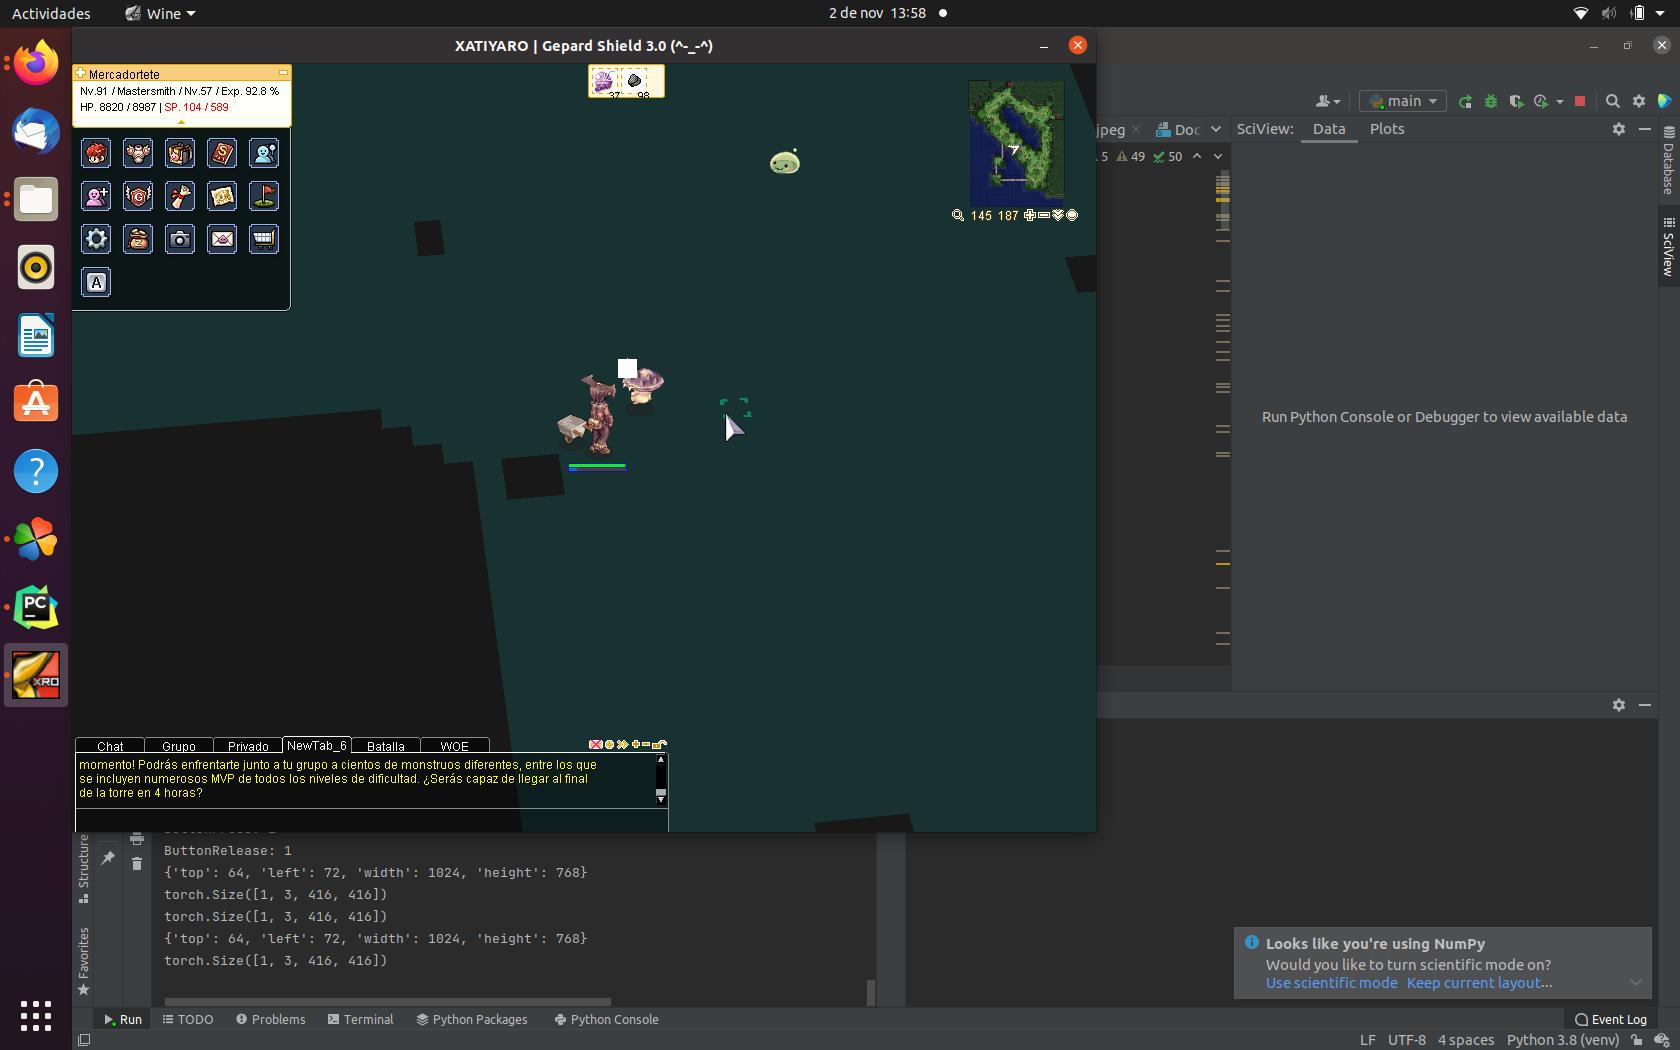 Actividades
Wine
2 de nov 13:58
XATIYARO | Gepard Shield 3.0 (^-_-^)
Mercadortete
Nv.91 / Mastersmith / Nv.57 / Exp. 92.8 %
HP. 8820 / 8987 | SP. 104 / 589
37 98
G
A
145 187
main
jpeg
Doc
SciView:
Data
Plots
5 49 50
Database
SciView
Run Python Console or Debugger to view available data
PC
XRO
Chat
Grupo
Privado
NewTab_6
Batalla
WOE
momento! Podrás enfrentarte junto a tu grupo a cientos de monstruos diferentes, entre los que
se incluyen numerosos MVP de todos los niveles de dificultad. ¿Serás capaz de llegar al final
de la torre en 4 horas?
ButtonRelease: 1
{'top': 64, 'left': 72, 'width': 1024, 'height': 768}
torch.Size([1, 3, 416, 416])
torch.Size([1, 3, 416, 416])
{'top': 64, 'left': 72, 'width': 1024, 'height': 768}
torch.Size([1, 3, 416, 416])
Structure
Favorites
Looks like you're using NumPy
Would you like to turn scientific mode on?
Use scientific mode Keep current layout...
Run
TODO
Problems
Terminal
Python Packages
Python Console
Event Log
LF UTF-8 4 spaces Python 3.8 (venv)